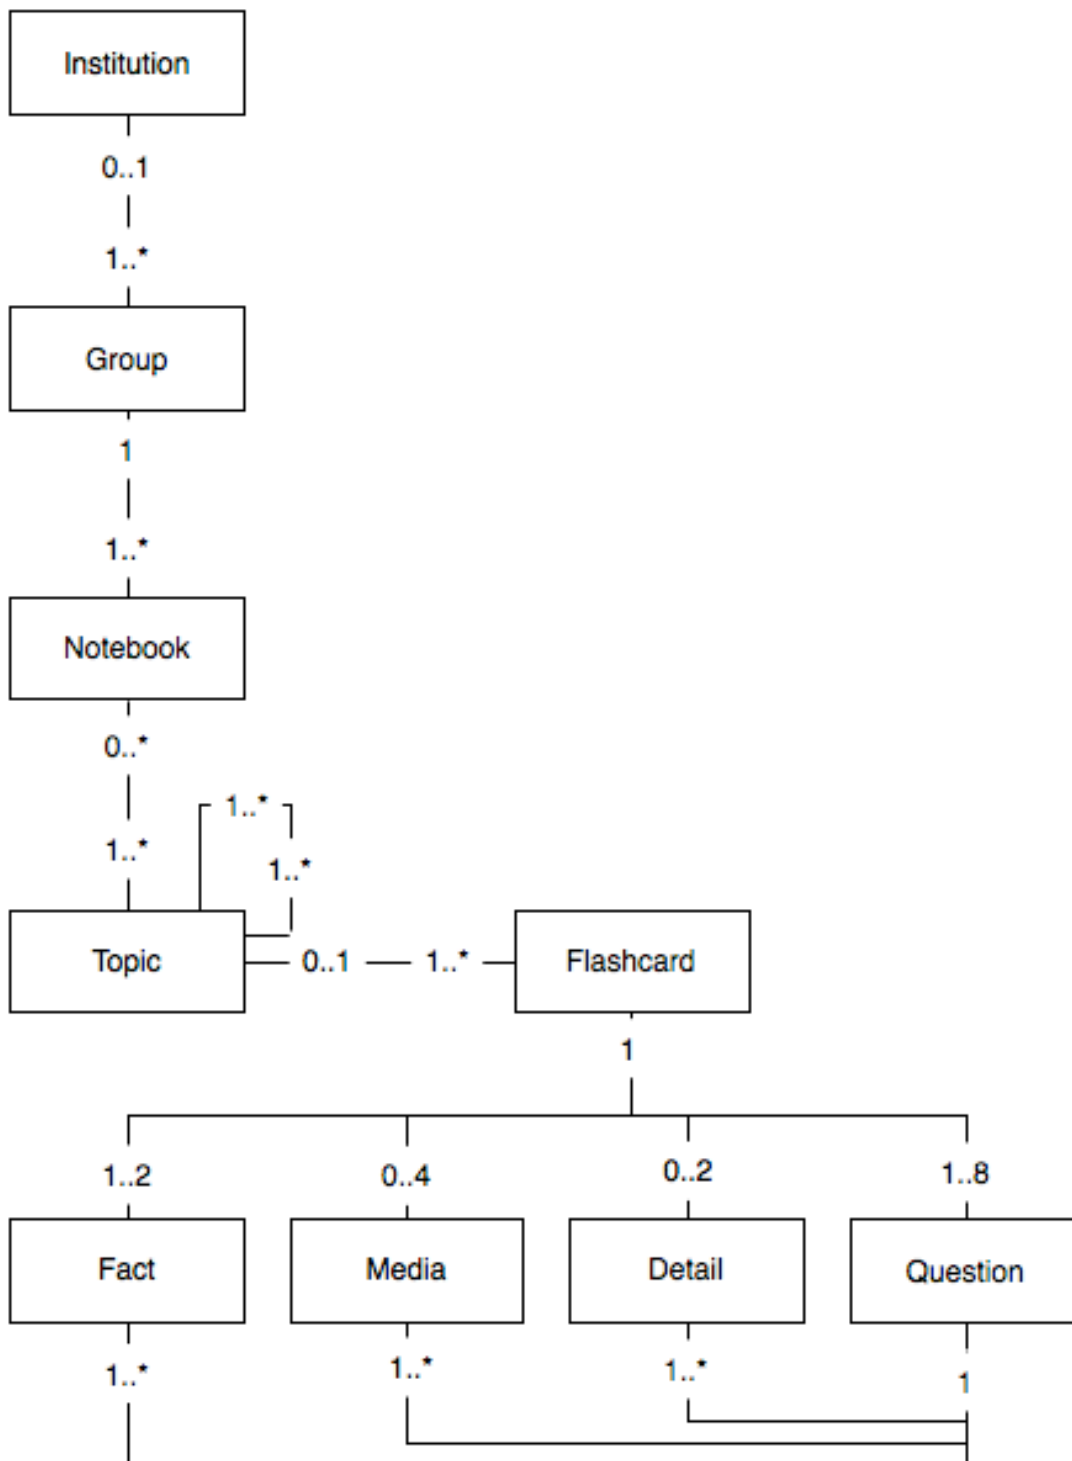 Institution
0..1
1..*
Group
1
1..*
Notebook
0..*
1..*
1..*
1..*
Topic
0..1
1..*
Flashcard
1
1..2
0..4
0..2
1..8
Fact
Media
Detail
Question
1..*
1..*
1..*
1